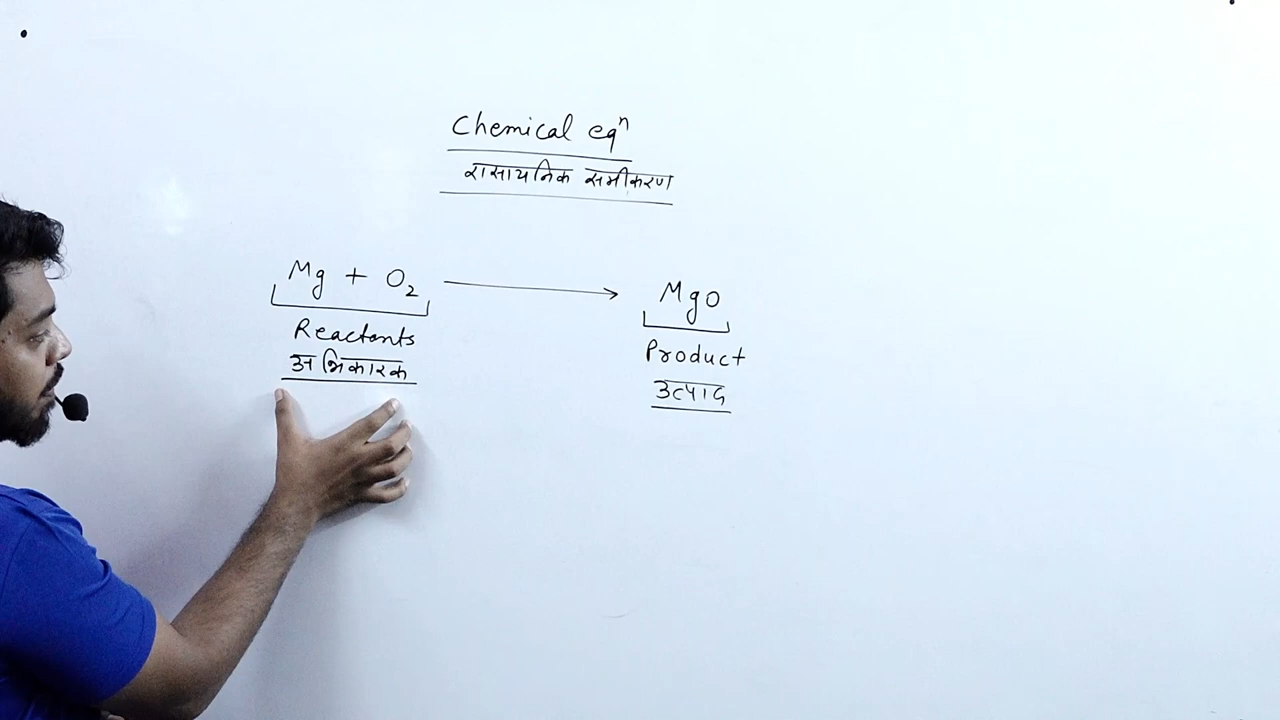 Chemical eqⁿ
रासायनिक समीकरण
Mg + O₂ ⟶ MgO
Reactants
अभिकारक
Product
उत्पाद